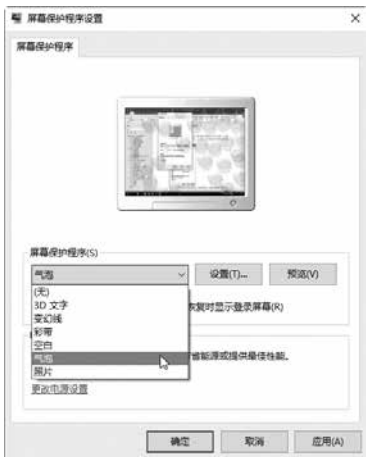 屏幕保护程序设置
屏幕保护程序
屏幕保护程序(S)
气泡
设置(T)...
预览(V)
(无)
3D 文字
变幻线
彩带
空白
气泡
照片
恢复时显示登录屏幕(R)
能源或提供最佳性能。
更改电源设置
确定
取消
应用(A)